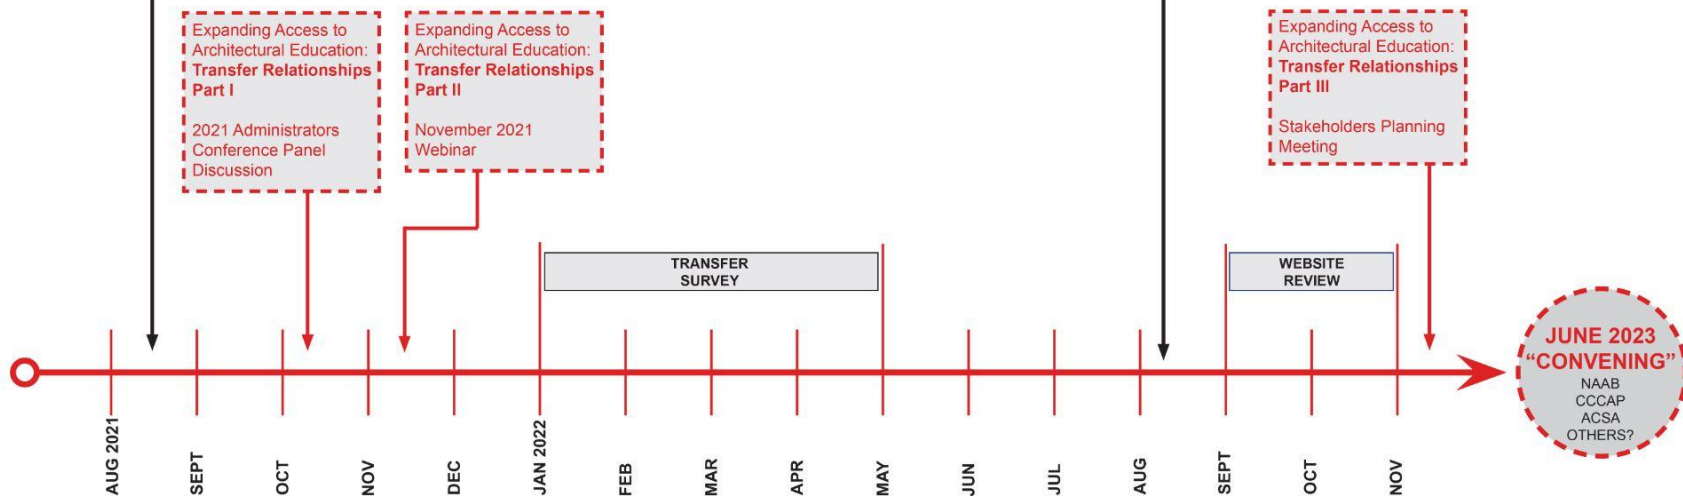 Expanding Access to
Architectural Education:
Transfer Relationships
Part I
2021 Administrators
Conference Panel
Discussion
Expanding Access to
Architectural Education:
Transfer Relationships
Part II
November 2021
Webinar
Expanding Access to
Architectural Education:
Transfer Relationships
Part III
Stakeholders Planning
Meeting
TRANSFER
SURVEY
WEBSITE
REVIEW
JUNE 2023
“CONVENING”
NAAB
CCCAP
ACSA
OTHERS?
AUG 2021
SEPT
OCT
NOV
DEC
JAN 2022
FEB
MAR
APR
MAY
JUN
JUL
AUG
SEPT
OCT
NOV